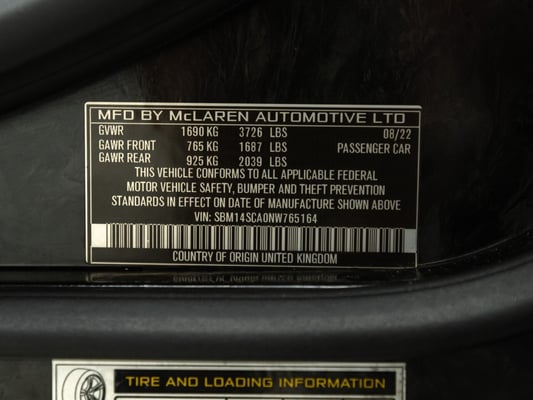 MFD BY McLAREN AUTOMOTIVE LTD
GVWR 1690 KG 3726 LBS 08/22
GAWR FRONT 765 KG 1687 LBS PASSENGER CAR
GAWR REAR 925 KG 2039 LBS
THIS VEHICLE CONFORMS TO ALL APPLICABLE FEDERAL
MOTOR VEHICLE SAFETY, BUMPER AND THEFT PREVENTION
STANDARDS IN EFFECT ON DATE OF MANUFACTURE SHOWN ABOVE
VIN: SBM14SCA0NW765164
COUNTRY OF ORIGIN UNITED KINGDOM
TIRE AND LOADING INFORMATION